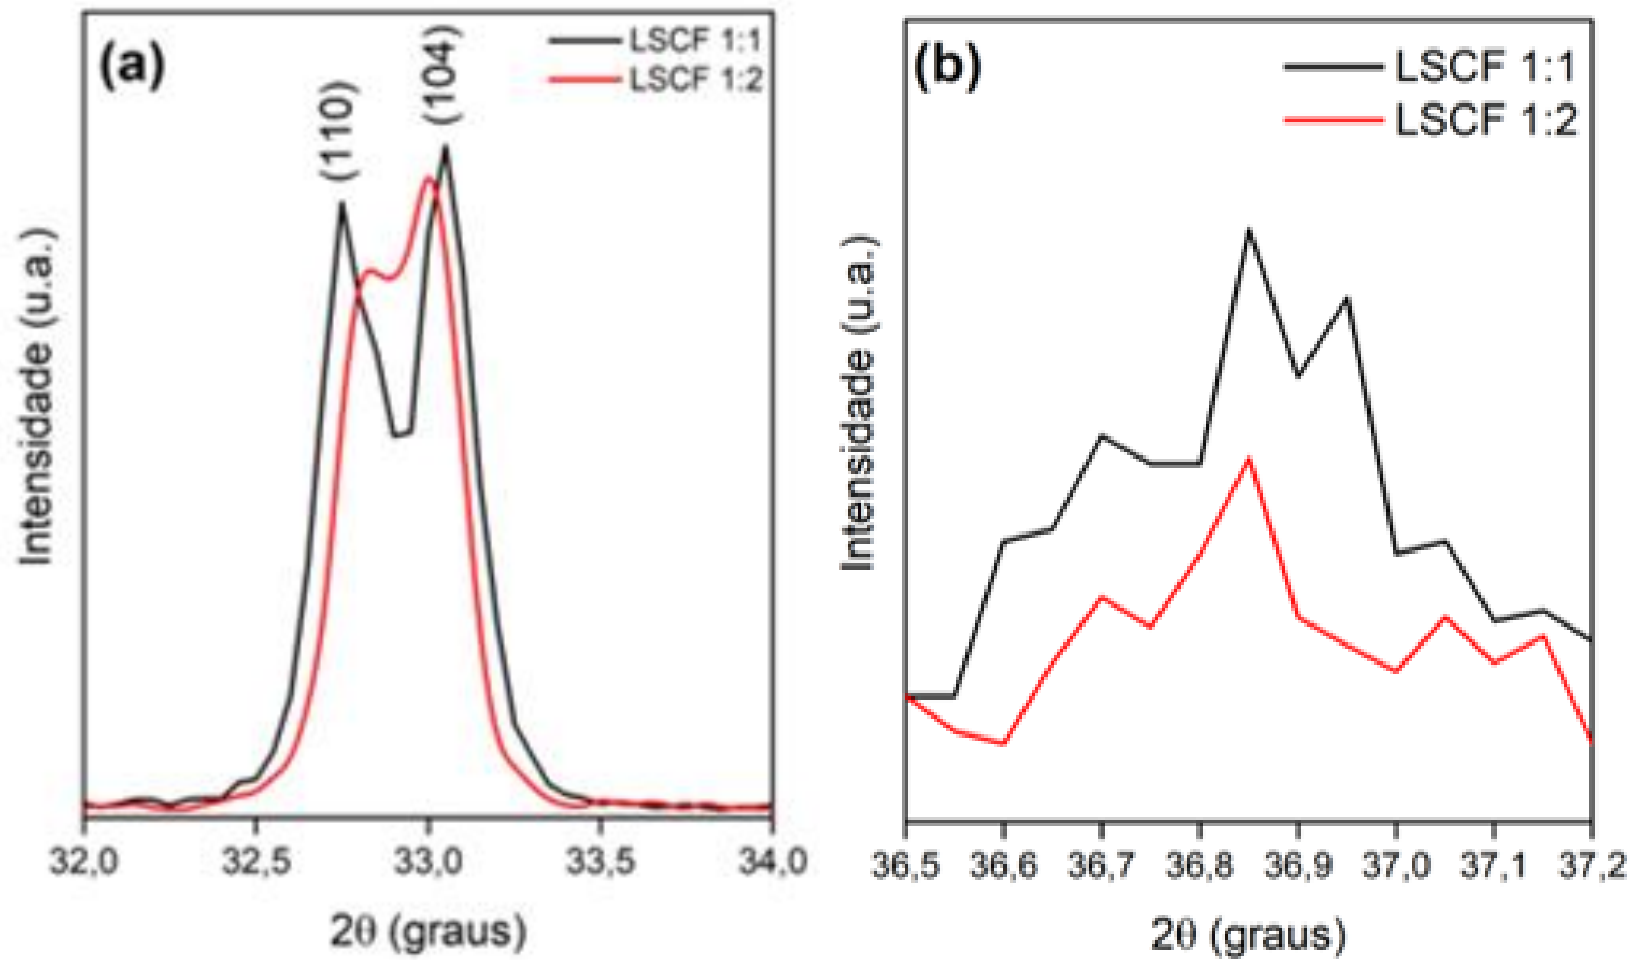 (a)
(110)
(104)
LSCF 1:1
LSCF 1:2
Intensidade (u.a.)
32,0 32,5 33,0 33,5 34,0
2θ (graus)
(b)
LSCF 1:1
LSCF 1:2
Intensidade (u.a.)
36,5 36,6 36,7 36,8 36,9 37,0 37,1 37,2
2θ (graus)